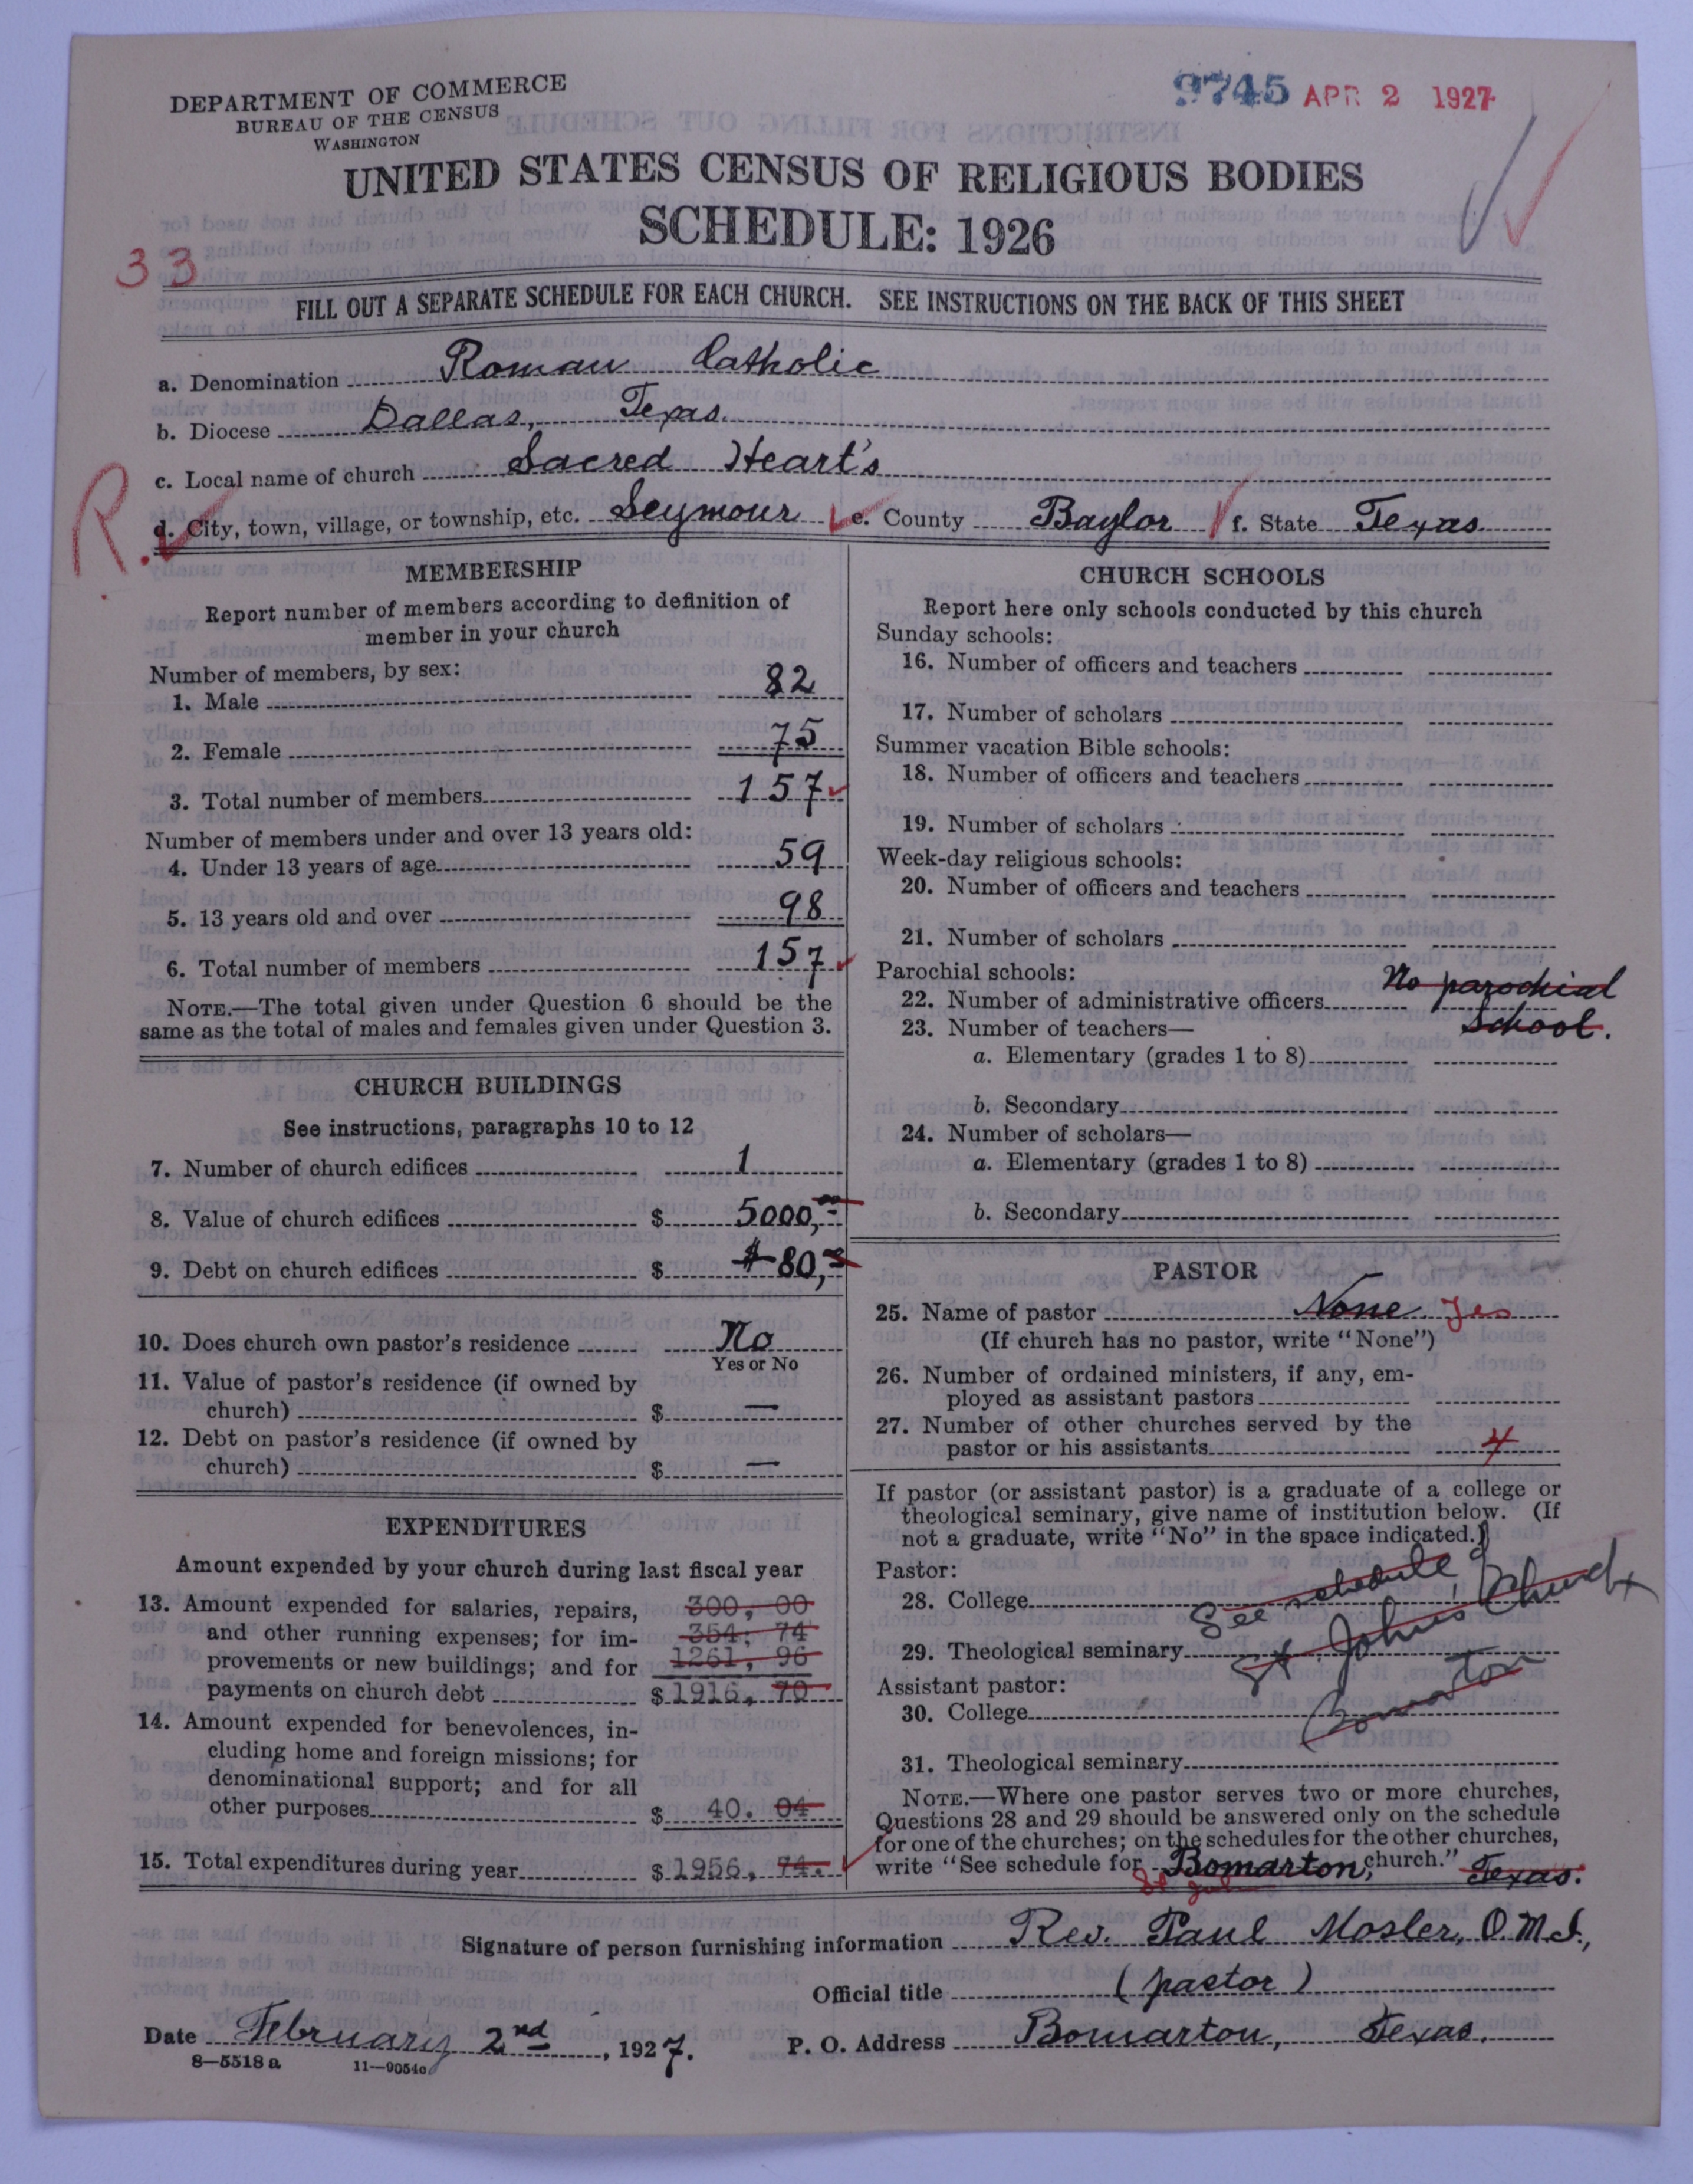 DEPARTMENT OF COMMERCE
BUREAU OF THE CENSUS
WASHINGTON
9745 APR 2 1927
UNITED STATES CENSUS OF RELIGIOUS BODIES
SCHEDULE: 1926
33
FILL OUT A SEPARATE SCHEDULE FOR EACH CHURCH. SEE INSTRUCTIONS ON THE BACK OF THIS SHEET
a. Denomination Roman Catholic
b. Diocese Dallas, Texas.
c. Local name of church Sacred Heart's
R.
d. City, town, village, or township, etc. Seymour e. County Baylor f. State Texas.
MEMBERSHIP
Report number of members according to definition of
member in your church
Number of members, by sex:
1. Male 82
2. Female 75
3. Total number of members 157
Number of members under and over 13 years old:
4. Under 13 years of age 59
5. 13 years old and over 98
6. Total number of members 157
NOTE.—The total given under Question 6 should be the
same as the total of males and females given under Question 3.
CHURCH BUILDINGS
See instructions, paragraphs 10 to 12
7. Number of church edifices 1
8. Value of church edifices $ 5000,00
9. Debt on church edifices $ $80,00
10. Does church own pastor's residence No
Yes or No
11. Value of pastor's residence (if owned by
church) $ —
12. Debt on pastor's residence (if owned by
church) $ —
EXPENDITURES
Amount expended by your church during last fiscal year
13. Amount expended for salaries, repairs, 300, 00
and other running expenses; for im- 354, 74
provements or new buildings; and for 1261, 96
payments on church debt $ 1916, 70
14. Amount expended for benevolences, in-
cluding home and foreign missions; for
denominational support; and for all
other purposes $ 40. 04
15. Total expenditures during year $ 1956, 74.
CHURCH SCHOOLS
Report here only schools conducted by this church
Sunday schools:
16. Number of officers and teachers
17. Number of scholars
Summer vacation Bible schools:
18. Number of officers and teachers
19. Number of scholars
Week-day religious schools:
20. Number of officers and teachers
21. Number of scholars
Parochial schools: No parochial
22. Number of administrative officers
23. Number of teachers— School.
a. Elementary (grades 1 to 8)
b. Secondary
24. Number of scholars—
a. Elementary (grades 1 to 8)
b. Secondary
PASTOR
25. Name of pastor None. Yes
(If church has no pastor, write "None")
26. Number of ordained ministers, if any, em-
ployed as assistant pastors
27. Number of other churches served by the
pastor or his assistants 4
If pastor (or assistant pastor) is a graduate of a college or
theological seminary, give name of institution below. (If
not a graduate, write "No" in the space indicated.)
Pastor:
28. College See schedule of Church
29. Theological seminary St. Johns
Assistant pastor:
30. College Bomarton
31. Theological seminary
NOTE.—Where one pastor serves two or more churches,
Questions 28 and 29 should be answered only on the schedule
for one of the churches; on the schedules for the other churches,
write "See schedule for Bomarton, church." Texas.
Signature of person furnishing information Rev. Paul Mosler, O.M.I.,
Official title (pastor)
Date February 2nd, 1927. P. O. Address Bomarton, Texas.
8—5518 a 11—9054a